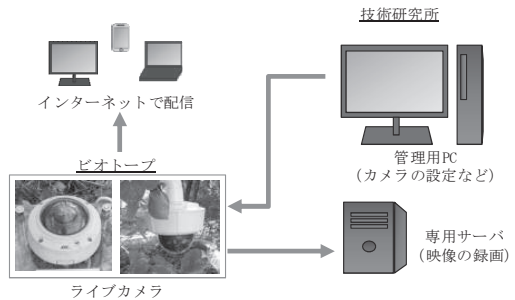 技術研究所
インターネットで配信
ビオトープ
管理用PC
(カメラの設定など)
専用サーバ
(映像の録画)
ライブカメラ